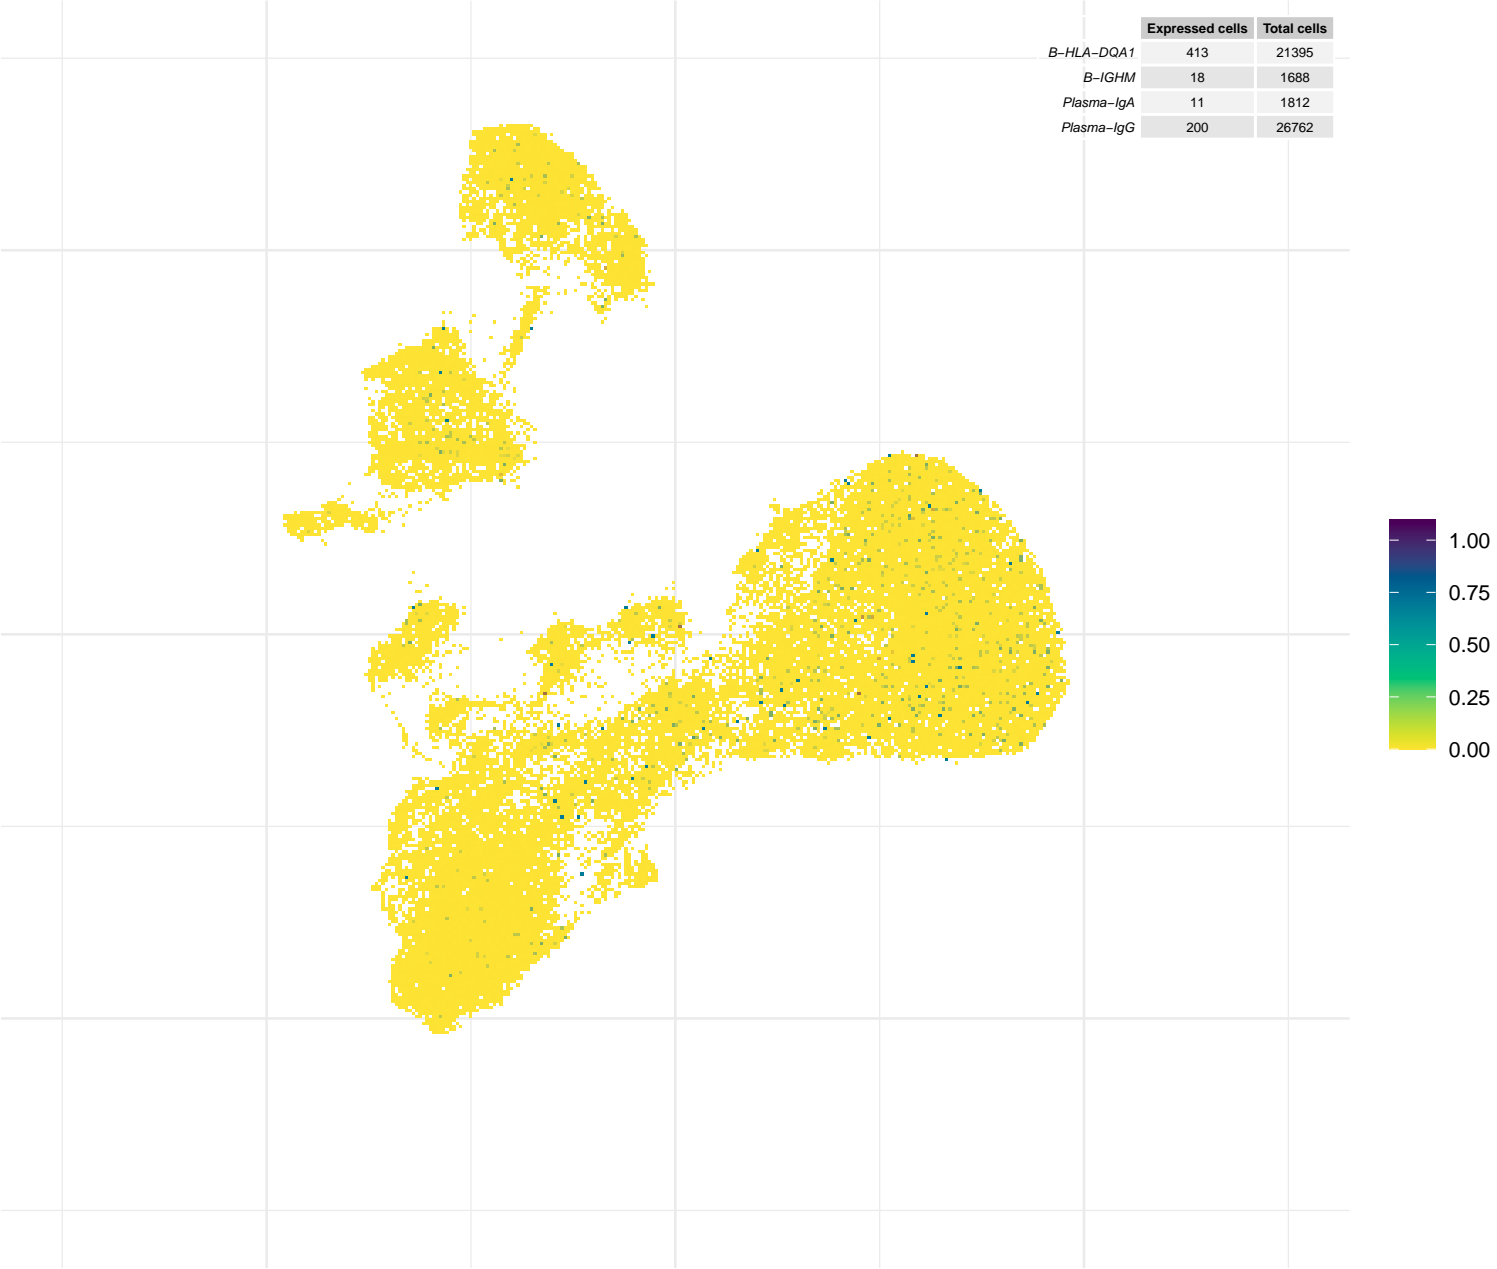 Expressed cells Total cells
B−HLA−DQA1 413 21395
B−IGHM 18 1688
Plasma−IgA 11 1812
Plasma−IgG 200 26762
1.00
0.75
0.50
0.25
0.00